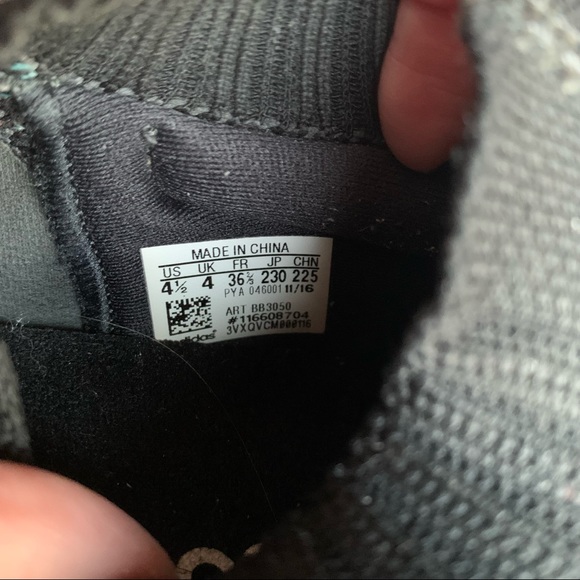 MADE IN CHINA
US UK FR JP CHN
4½ 4 36⅔ 230 225
PYA 046001 11/16
ART BB3050
#116608704
3VXQVCM000116
adidas